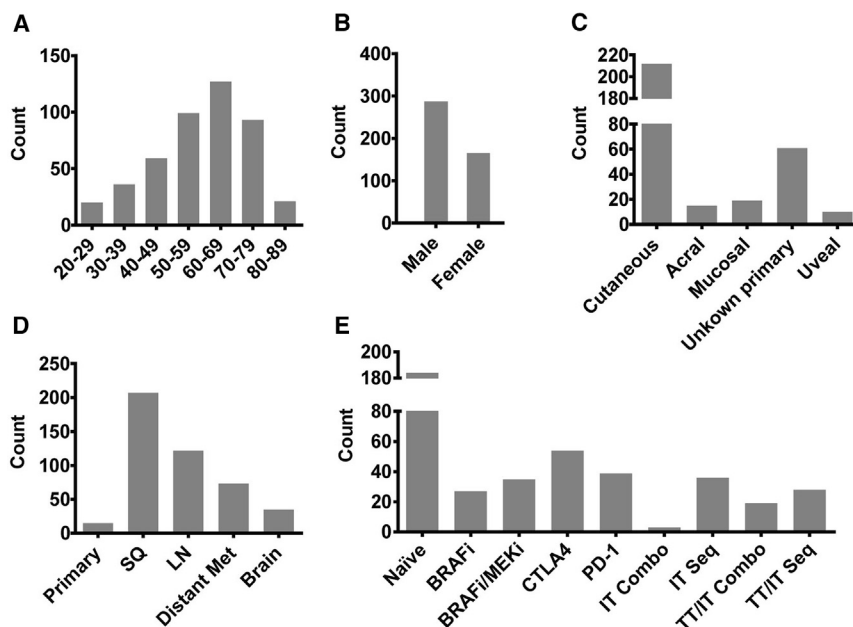 A
Count
150
100
50
0
20-29
30-39
40-49
50-59
60-69
70-79
80-89
B
Count
400
300
200
100
0
Male
Female
C
Count
220
200
180
80
60
40
20
0
Cutaneous
Acral
Mucosal
Unkown primary
Uveal
D
Count
250
200
150
100
50
0
Primary
SQ
LN
Distant Met
Brain
E
Count
200
180
80
60
40
20
0
Naïve
BRAFi
BRAFi/MEKi
CTLA4
PD-1
IT Combo
IT Seq
TT/IT Combo
TT/IT Seq